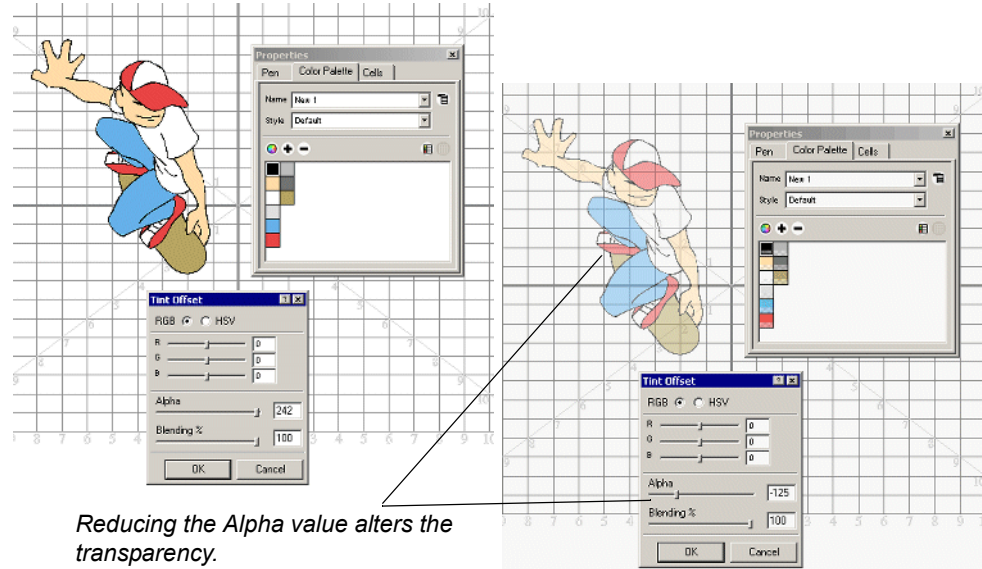 Properties
Pen Color Palette Cells
Name New 1
Style Default
Tint Offset
RGB HSV
R 0
G 0
B 0
Alpha
242
Blending %
100
OK Cancel
Properties
Pen Color Palette Cells
Name New 1
Style Default
Tint Offset
RGB HSV
R 0
G 0
B 0
Alpha
-125
Blending %
100
OK Cancel
Reducing the Alpha value alters the
transparency.